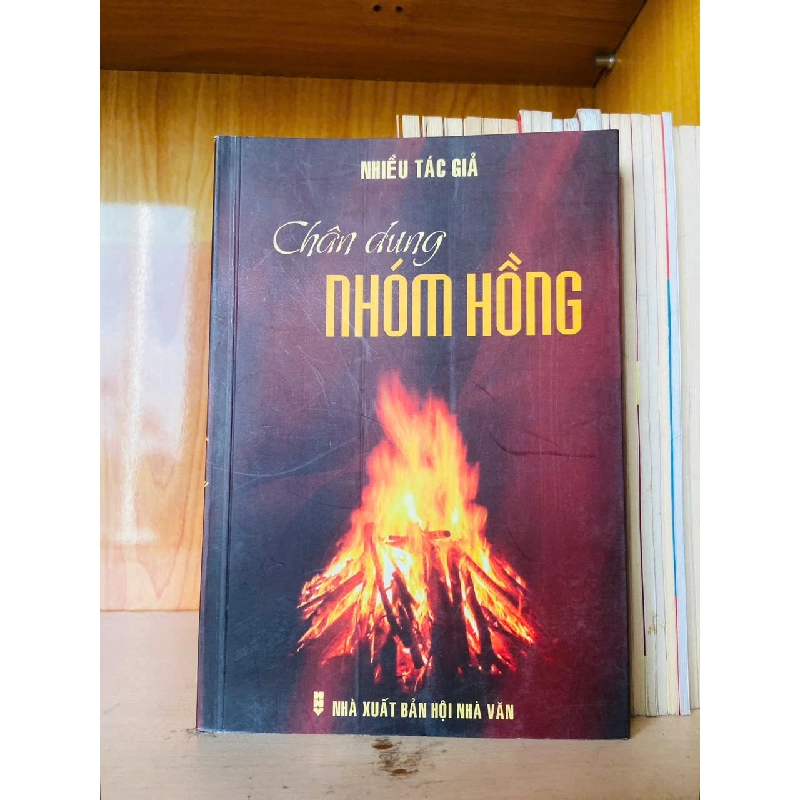 NHIỀU TÁC GIẢ
Chân dung
NHÓM HỒNG
NHÀ XUẤT BẢN HỘI NHÀ VĂN